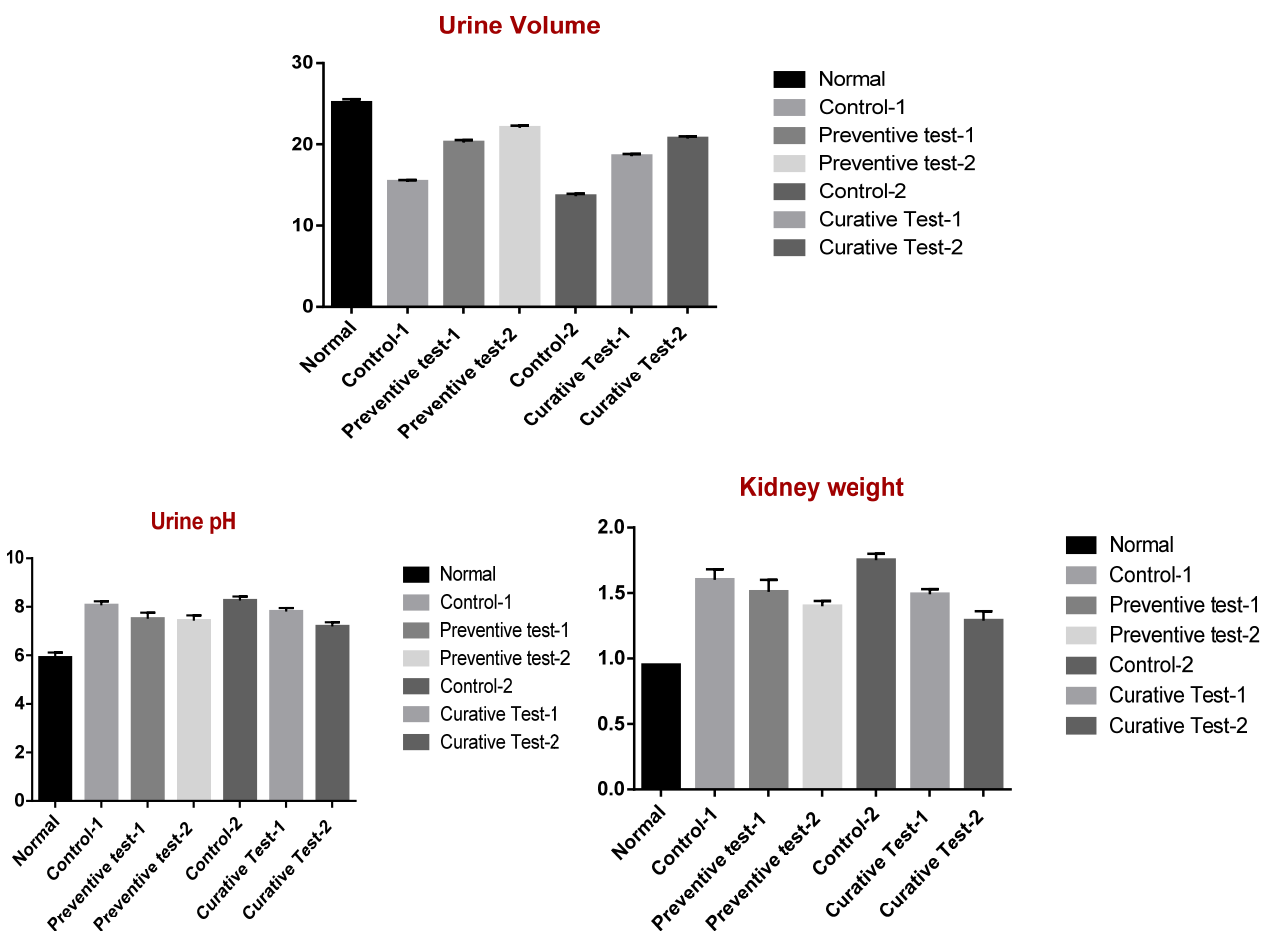 Urine Volume
30
20
10
0
Normal
Control-1
Preventive test-1
Preventive test-2
Control-2
Curative Test-1
Curative Test-2
Normal
Control-1
Preventive test-1
Preventive test-2
Control-2
Curative Test-1
Curative Test-2
Urine pH
10
8
6
4
2
0
Normal
Control-1
Preventive test-1
Preventive test-2
Control-2
Curative Test-1
Curative Test-2
Normal
Control-1
Preventive test-1
Preventive test-2
Control-2
Curative Test-1
Curative Test-2
Kidney weight
2.0
1.5
1.0
0.5
0.0
Normal
Control-1
Preventive test-1
Preventive test-2
Control-2
Curative Test-1
Curative Test-2
Normal
Control-1
Preventive test-1
Preventive test-2
Control-2
Curative Test-1
Curative Test-2